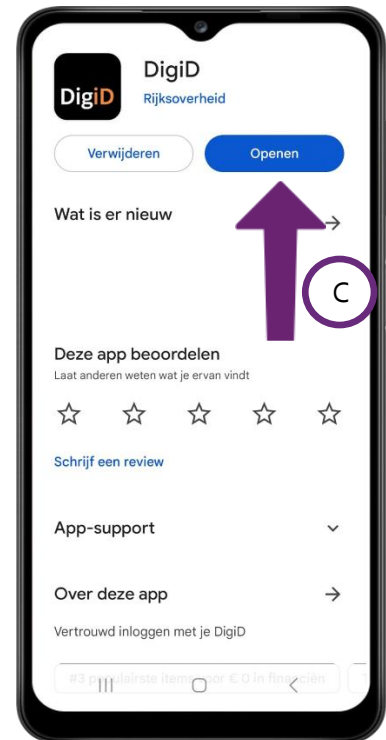 DigiD
DigiD
Rijksoverheid
Verwijderen
Openen
Wat is er nieuw
C
Deze app beoordelen
Laat anderen weten wat je ervan vindt
Schrijf een review
App-support
Over deze app
Vertrouwd inloggen met je DigiD
#3 populairste items voor € 0 in financiën